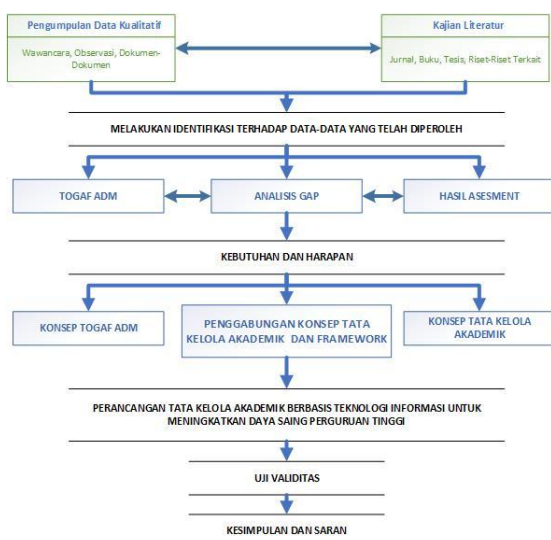 Pengumpulan Data Kualitatif
Wawancara, Observasi, Dokumen-
Dokumen
Kajian Literatur
Jurnal, Buku, Tesis, Riset-Riset Terkait
MELAKUKAN IDENTIFIKASI TERHADAP DATA-DATA YANG TELAH DIPEROLEH
TOGAF ADM
ANALISIS GAP
HASIL ASESMENT
KEBUTUHAN DAN HARAPAN
KONSEP TOGAF ADM
PENGGABUNGAN KONSEP TATA
KELOLA AKADEMIK DAN FRAMEWORK
KONSEP TATA KELOLA
AKADEMIK
PERANCANGAN TATA KELOLA AKADEMIK BERBASIS TEKNOLOGI INFORMASI UNTUK
MENINGKATKAN DAYA SAING PERGURUAN TINGGI
UJI VALIDITAS
KESIMPULAN DAN SARAN